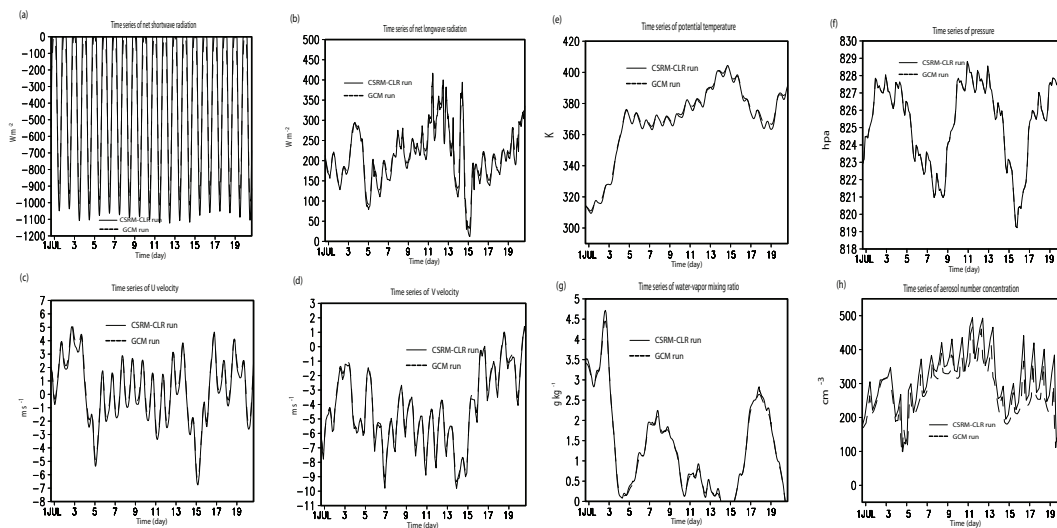 (a)
Time series of net shortwave radiation
W m⁻²
0
−100
−200
−300
−400
−500
−600
−700
−800
−900
−1000
−1100
−1200
CSRM-CLR run
GCM run
1JUL 3 5 7 9 11 13 15 17 19
Time (day)
(b)
Time series of net longwave radiation
W m⁻²
500
450
400
350
300
250
200
150
100
50
0
CSRM-CLR run
GCM run
1JUL 3 5 7 9 11 13 15 17 19
Time (day)
(e)
Time series of potential temperature
K
420
400
380
360
340
320
300
CSRM-CLR run
GCM run
1JUL 3 5 7 9 11 13 15 17 19
Time (day)
(f)
Time series of pressure
hpa
830
829
828
827
826
825
824
823
822
821
820
819
818
CSRM-CLR run
GCM run
1JUL 3 5 7 9 11 13 15 17 19
Time (day)
(c)
Time series of U velocity
m s⁻¹
7
6
5
4
3
2
1
0
−1
−2
−3
−4
−5
−6
−7
−8
CSRM-CLR run
GCM run
1JUL 3 5 7 9 11 13 15 17 19
Time (day)
(d)
Time series of V velocity
m s⁻¹
3
2
1
0
−1
−2
−3
−4
−5
−6
−7
−8
−9
−10
−11
CSRM-CLR run
GCM run
1JUL 3 5 7 9 11 13 15 17 19
Time (day)
(g)
Time series of water-vapor mixing ratio
g kg⁻¹
5
4.5
4
3.5
3
2.5
2
1.5
1
0.5
0
CSRM-CLR run
GCM run
1JUL 3 5 7 9 11 13 15 17 19
Time (day)
(h)
Time series of aerosol number concentration
cm⁻³
500
400
300
200
100
0
CSRM-CLR run
GCM run
1JUL 3 5 7 9 11 13 15 17 19
Time (day)